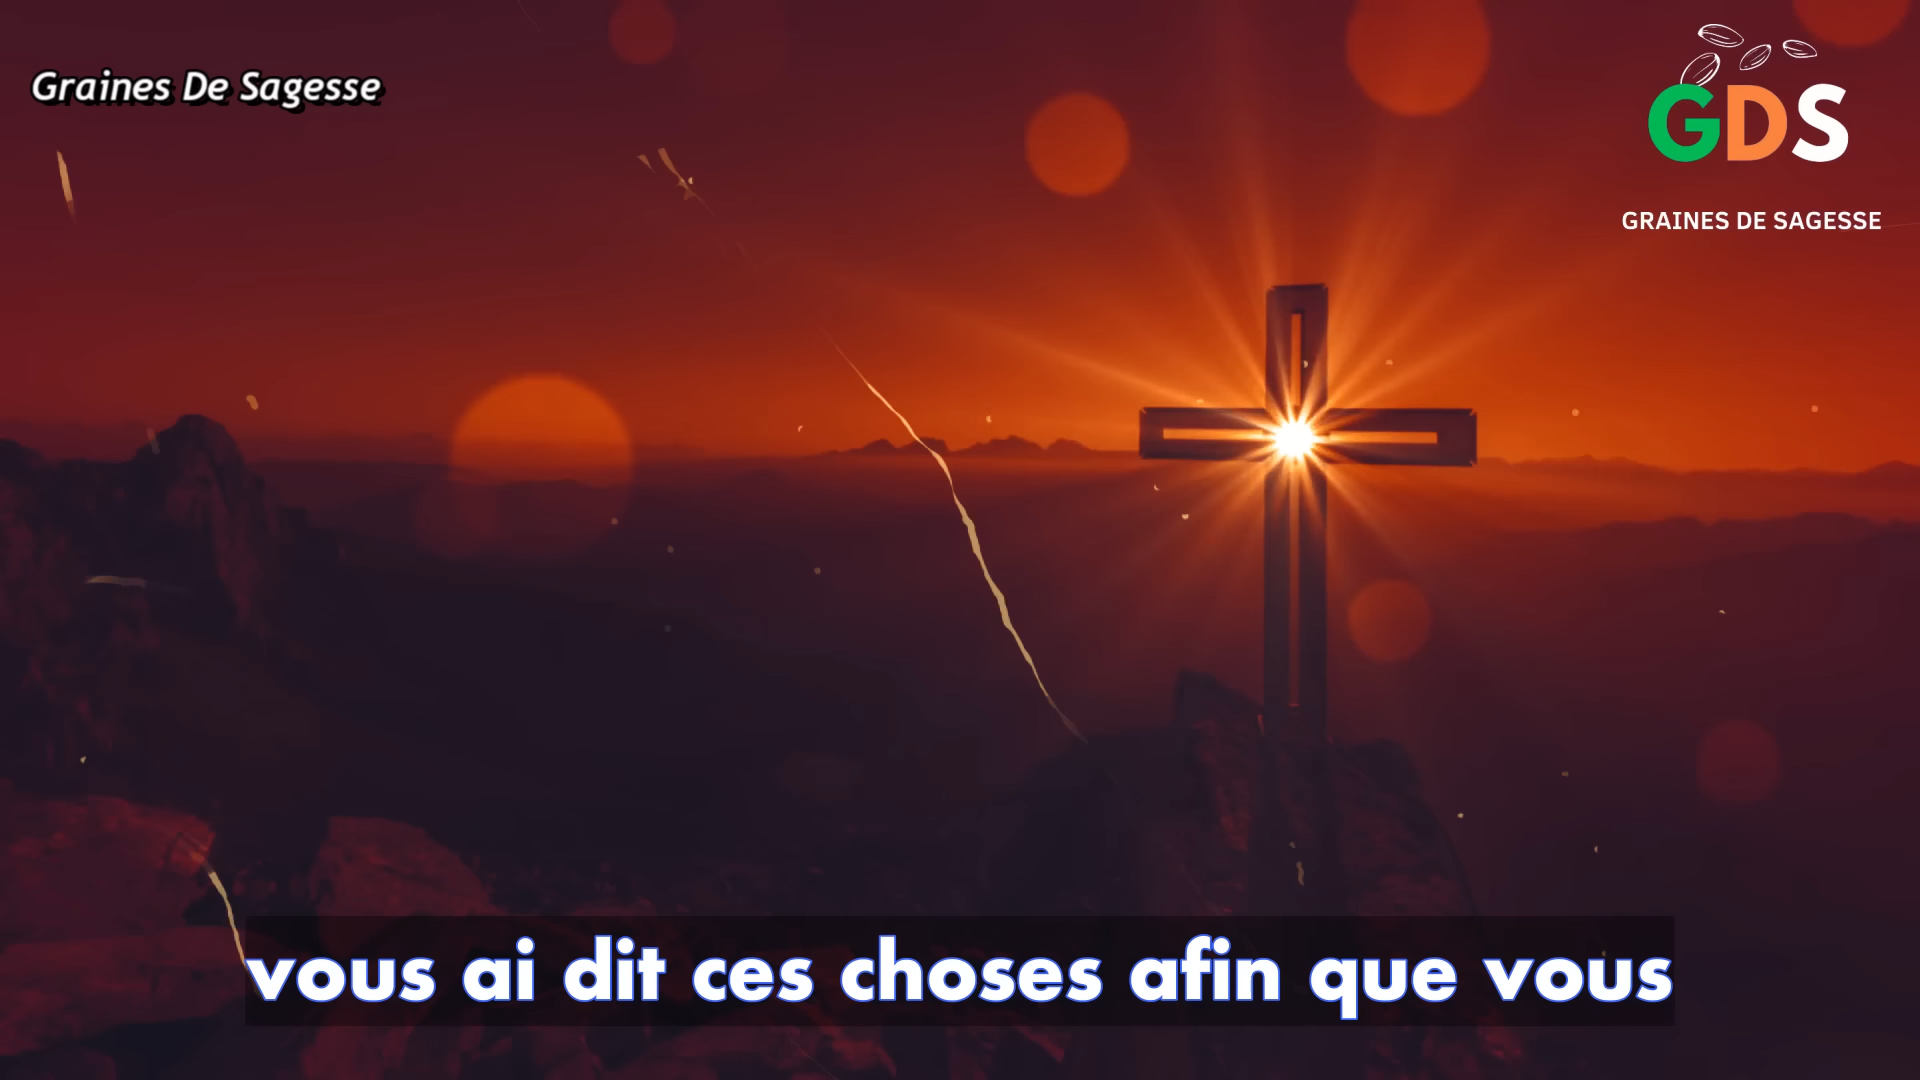 Graines De Sagesse
GDS
GRAINES DE SAGESSE
vous ai dit ces choses afin que vous